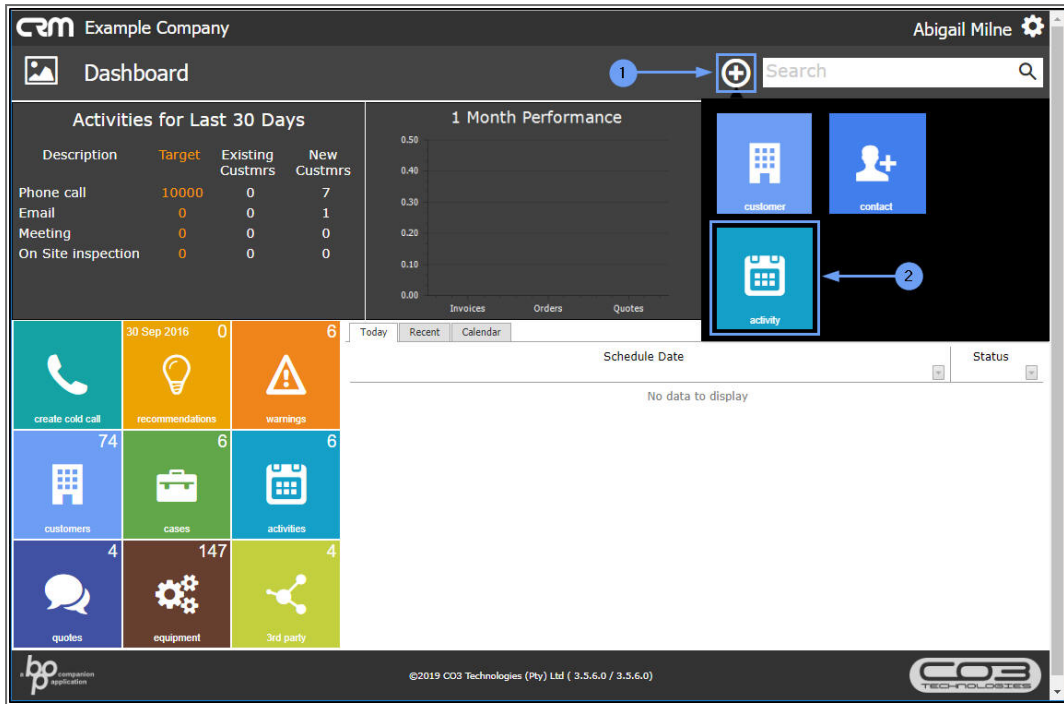 CRM Example Company
Abigail Milne
Dashboard
1
Search
Activities for Last 30 Days
Description Target Existing Custmrs New Custmrs
Phone call 10000 0 7
Email 0 0 1
Meeting 0 0 0
On Site inspection 0 0 0
1 Month Performance
0.50
0.40
0.30
0.20
0.10
0.00
Invoices Orders Quotes
customer
contact
activity
2
create cold call
30 Sep 2016 0
recommendations
6
warnings
74
customers
6
cases
6
activities
4
quotes
147
equipment
4
3rd party
Today Recent Calendar
Schedule Date Status
No data to display
a bpo companion
application
©2019 CO3 Technologies (Pty) Ltd ( 3.5.6.0 / 3.5.6.0)
CO3
TECHNOLOGIES